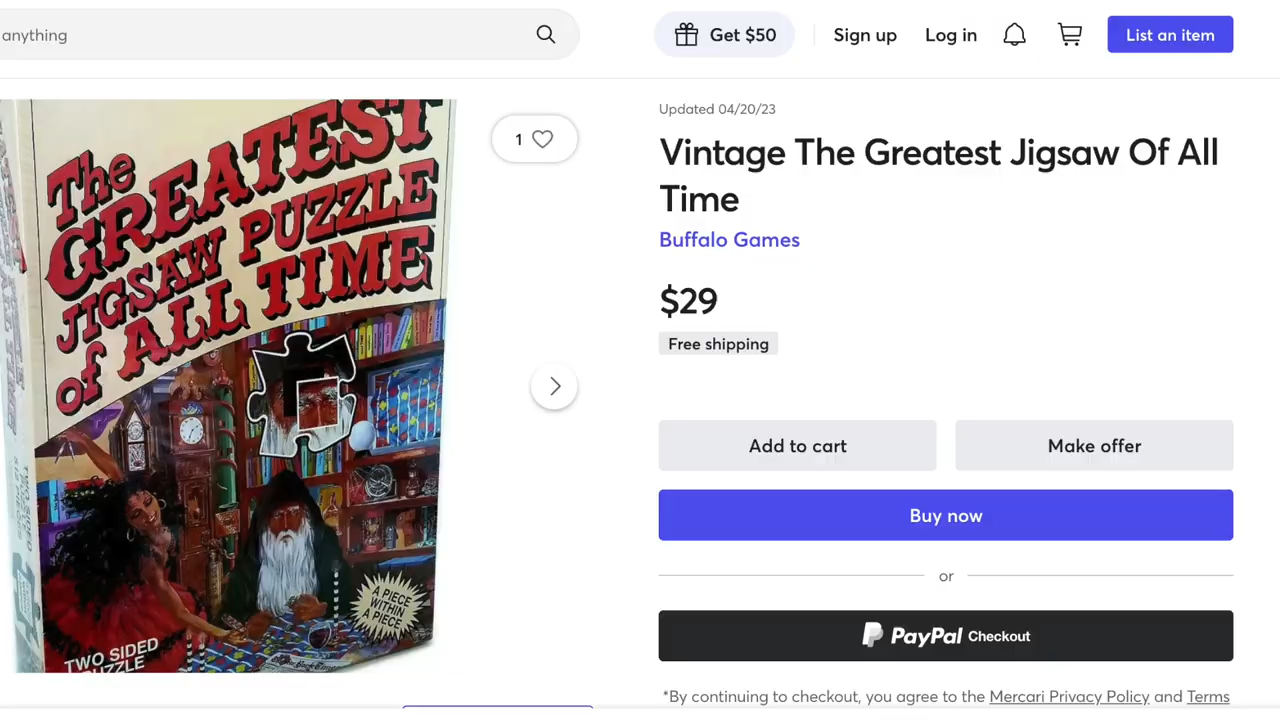 anything
Get $50
Sign up
Log in
List an item
The
GREATEST
JIGSAW PUZZLE
of ALL TIME
A PIECE
WITHIN
A PIECE
TWO SIDED
PUZZLE
1
Updated 04/20/23
Vintage The Greatest Jigsaw Of All
Time
Buffalo Games
$29
Free shipping
Add to cart
Make offer
Buy now
or
PayPal Checkout
*By continuing to checkout, you agree to the Mercari Privacy Policy and Terms